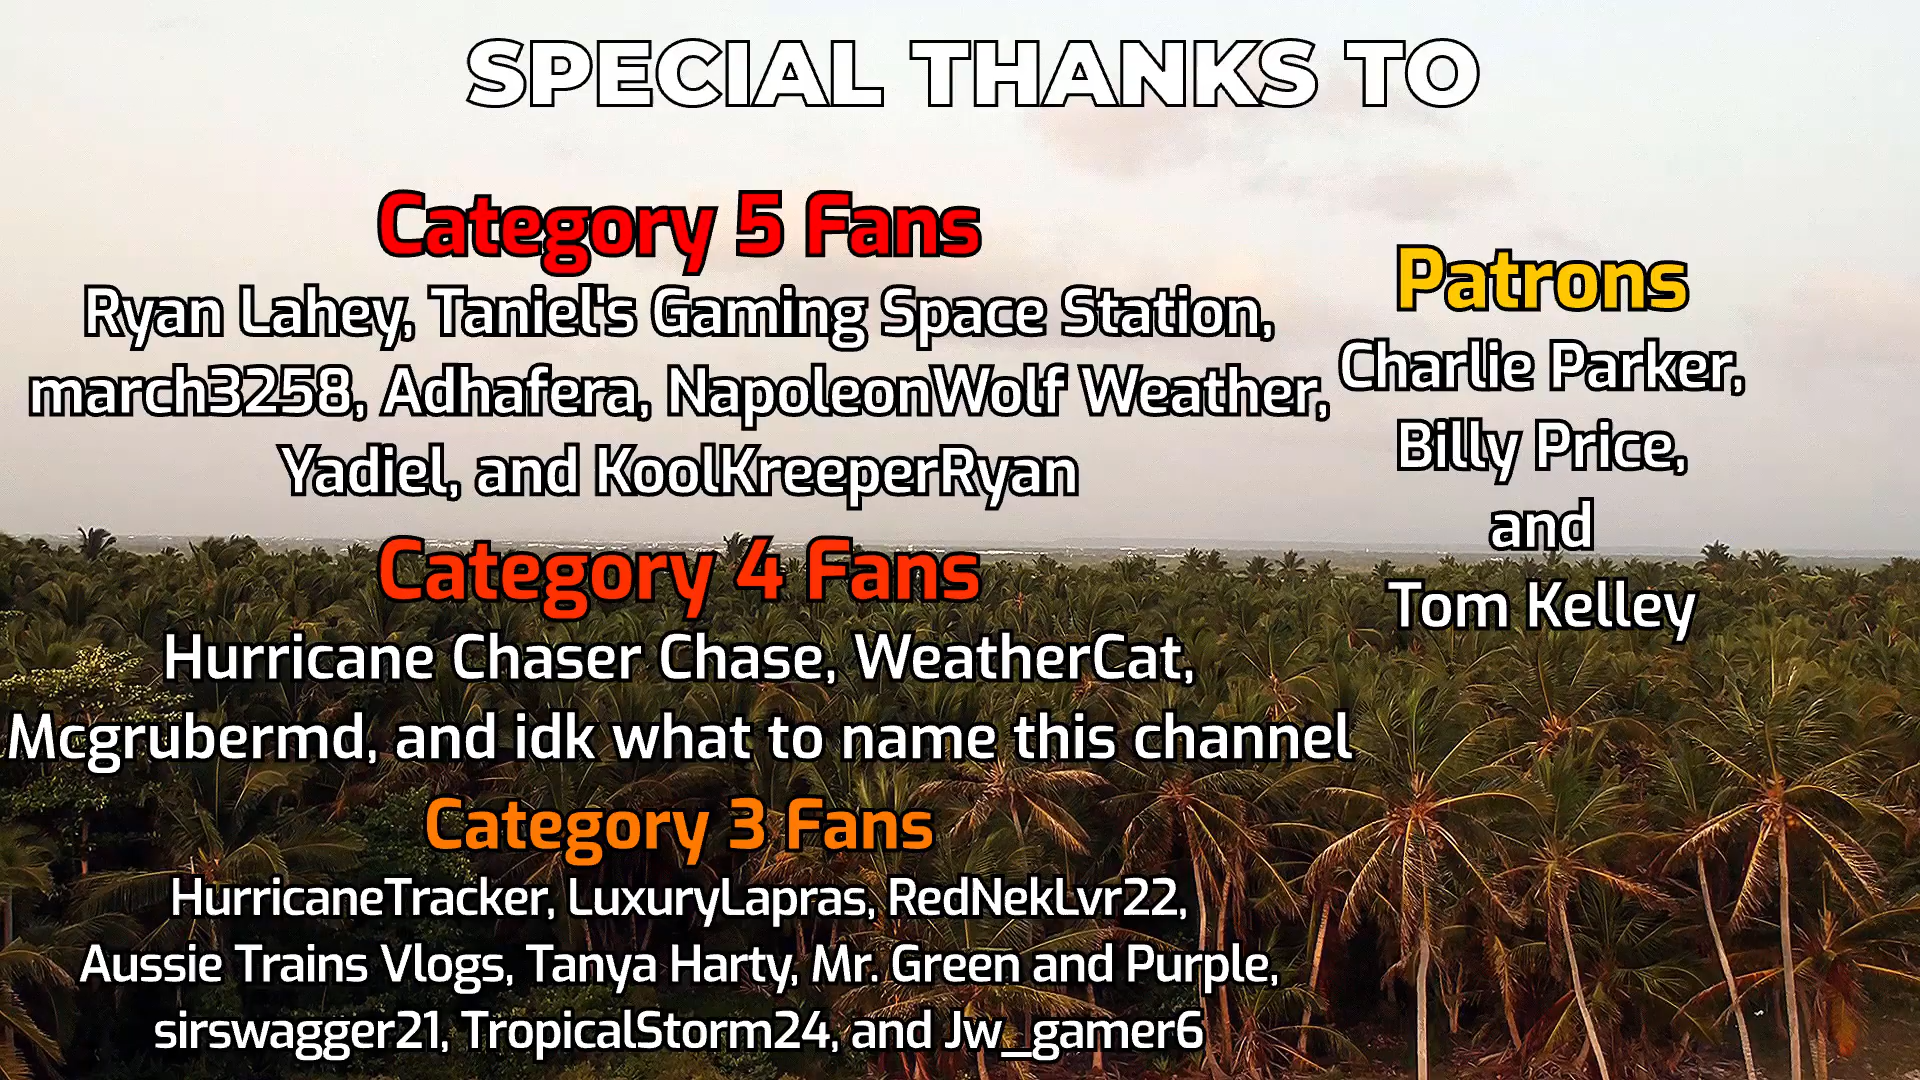 SPECIAL THANKS TO
Category 5 Fans
Ryan Lahey, Taniel's Gaming Space Station,
march3258, Adhafera, NapoleonWolf Weather,
Yadiel, and KoolKreeperRyan
Category 4 Fans
Hurricane Chaser Chase, WeatherCat,
Mcgrubermd, and idk what to name this channel
Category 3 Fans
HurricaneTracker, LuxuryLapras, RedNekLvr22,
Aussie Trains Vlogs, Tanya Harty, Mr. Green and Purple,
sirswagger21, TropicalStorm24, and Jw_gamer6
Patrons
Charlie Parker,
Billy Price,
and
Tom Kelley